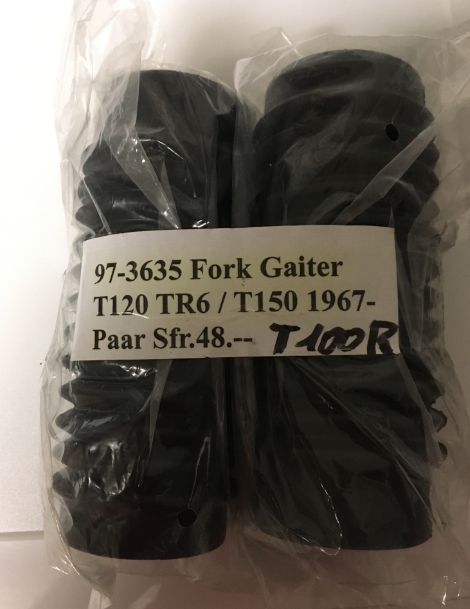 97-3635 Fork Gaiter
T120 TR6 / T150 1967-
Paar Sfr.48.-- T100R